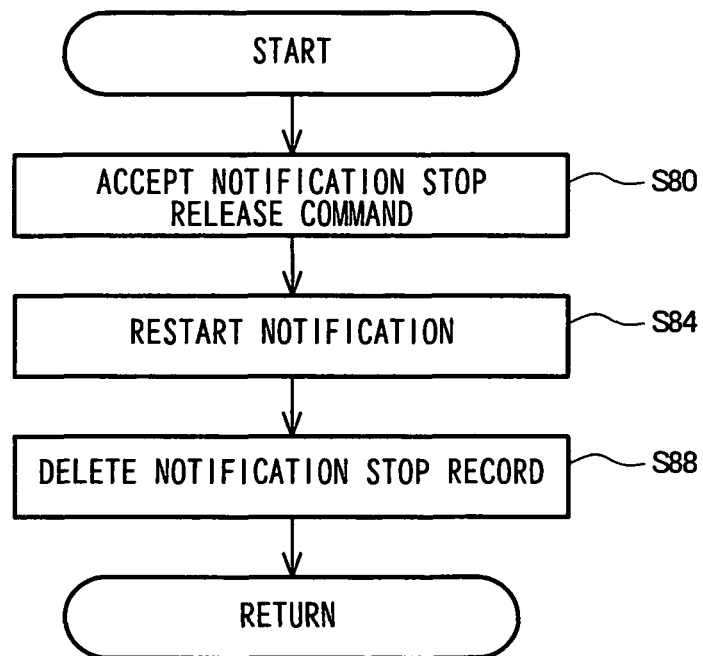 START
ACCEPT NOTIFICATION STOP
RELEASE COMMAND
S80
RESTART NOTIFICATION
S84
DELETE NOTIFICATION STOP RECORD
S88
RETURN